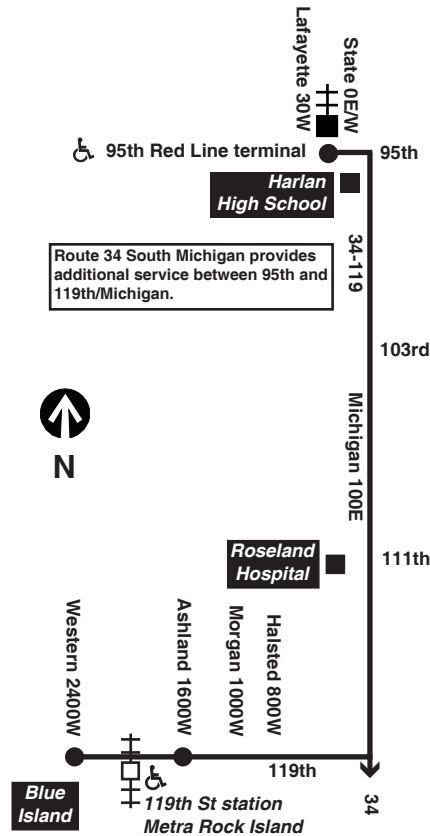 Lafayette 30W
State 0E/W
95th Red Line terminal
95th
Harlan
High School
34-119
Route 34 South Michigan provides
additional service between 95th and
119th/Michigan.
103rd
Michigan 100E
N
Roseland
Hospital
111th
Western 2400W
Ashland 1600W
Morgan 1000W
Halsted 800W
119th
34
Blue
Island
119th St station
Metra Rock Island